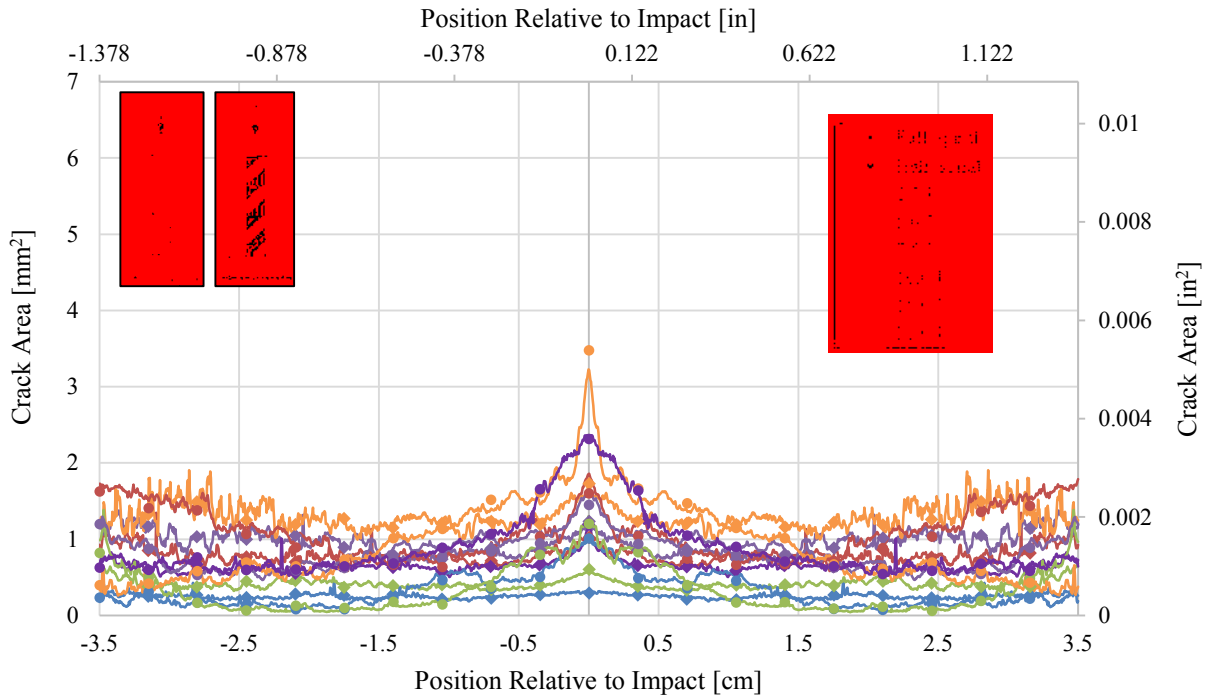 Position Relative to Impact [in]
-1.378 -0.878 -0.378 0.122 0.622 1.122
7
6
5
4
3
2
1
0
Crack Area [mm²]
0.01
0.008
0.006
0.004
0.002
0
Crack Area [in²]
-3.5 -2.5 -1.5 -0.5 0.5 1.5 2.5 3.5
Position Relative to Impact [cm]